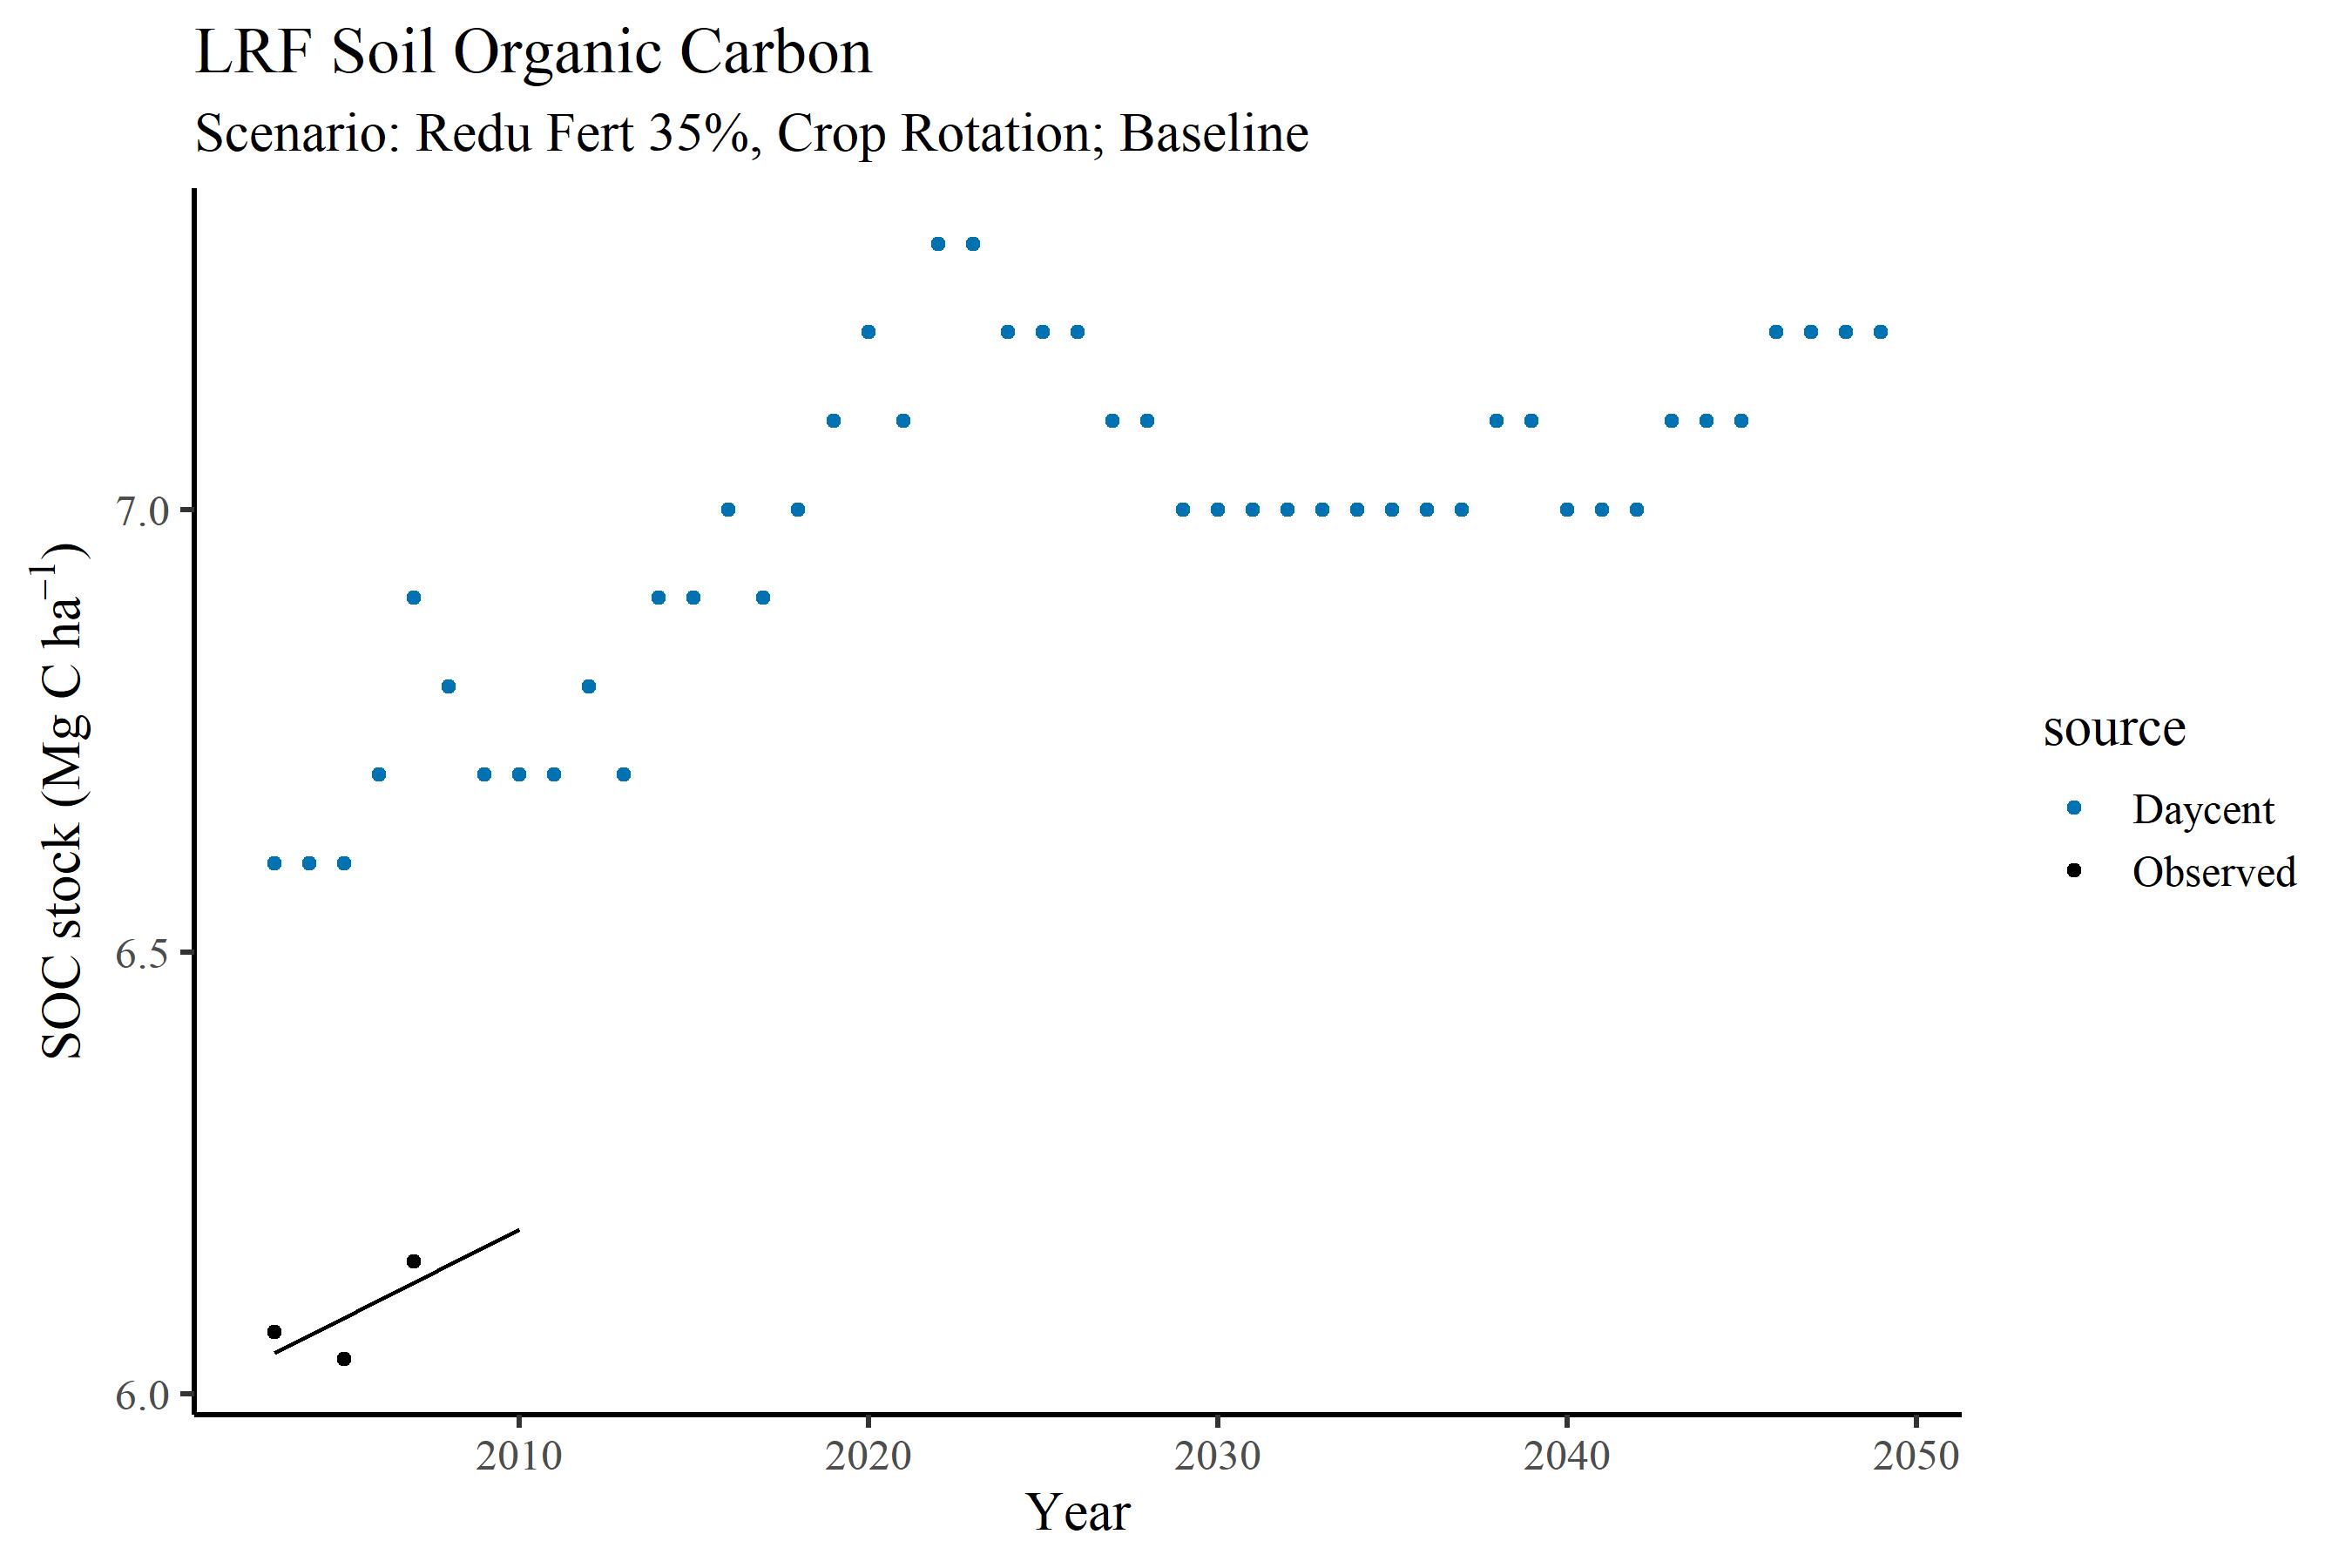 LRF Soil Organic Carbon
Scenario: Redu Fert 35%, Crop Rotation; Baseline
SOC stock (Mg C ha⁻¹)
7.0
6.5
6.0
2010 2020 2030 2040 2050
Year
source
Daycent
Observed